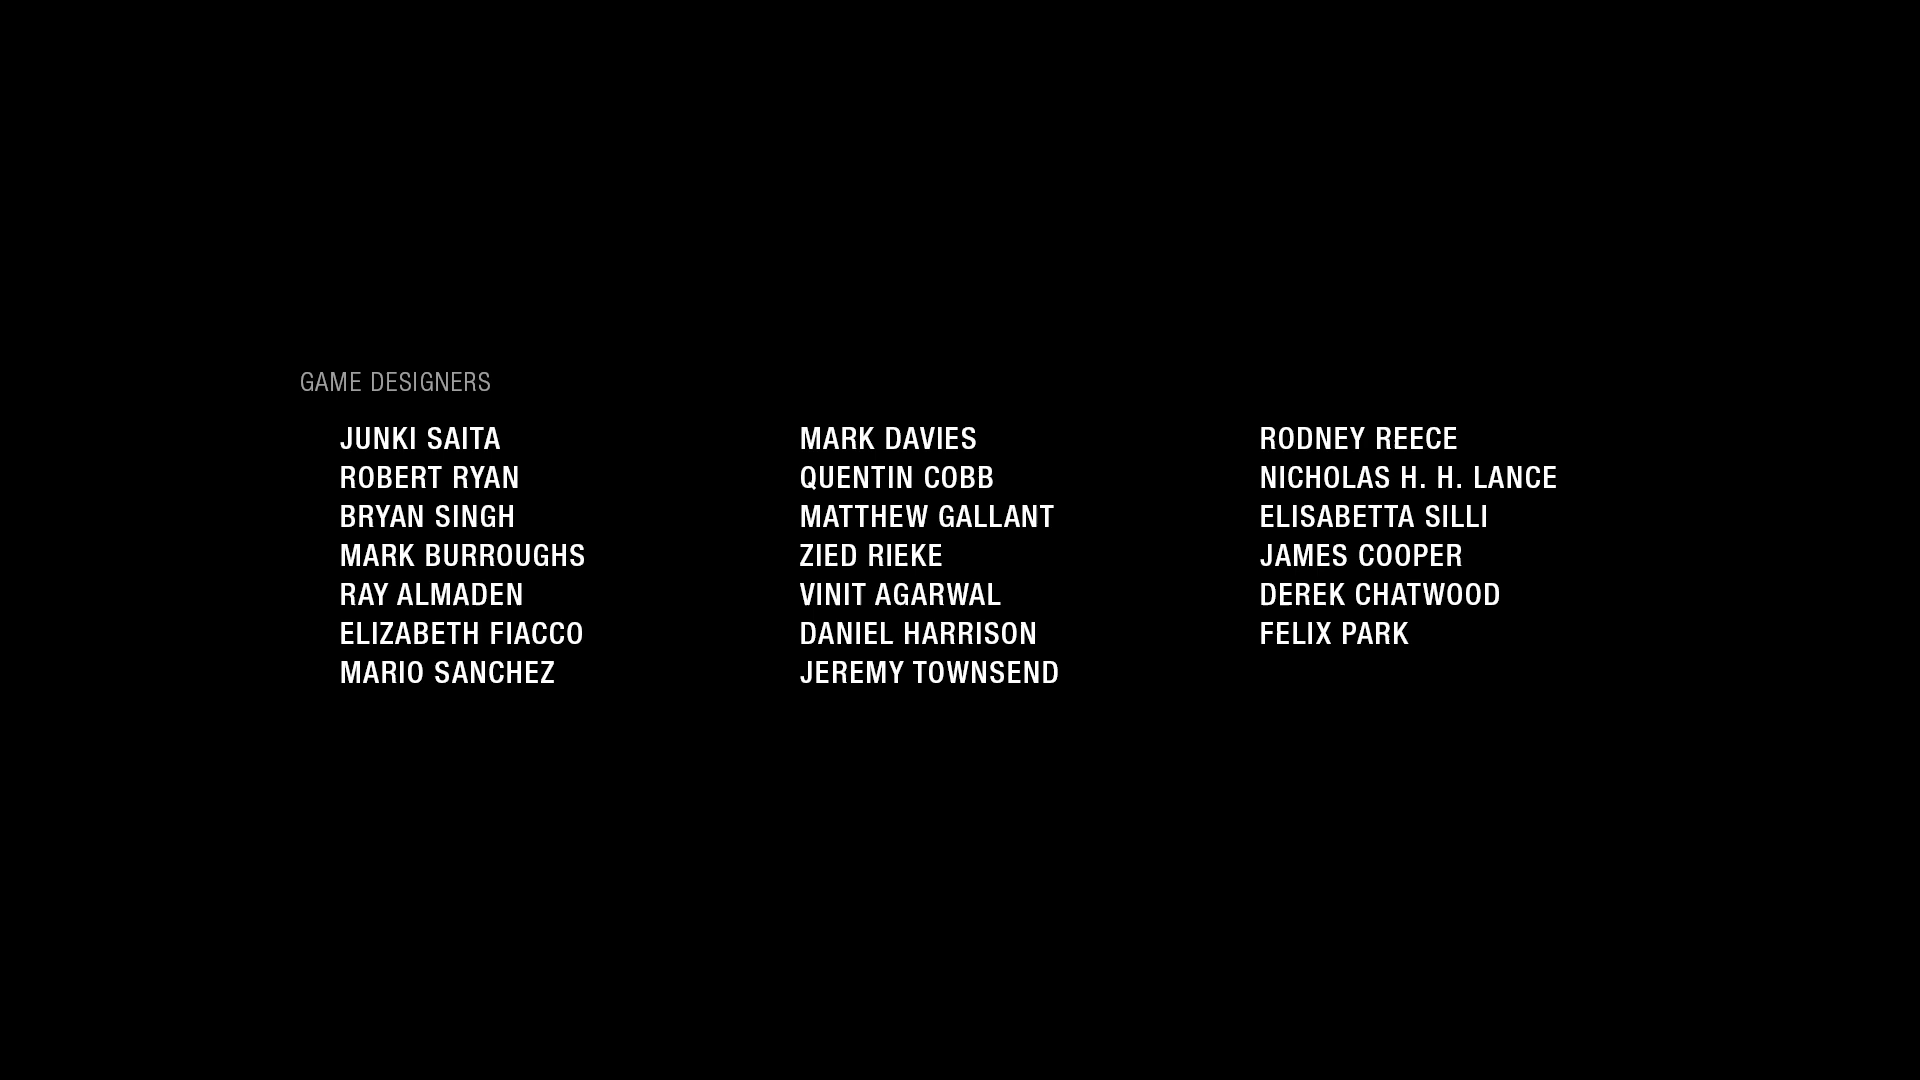 GAME DESIGNERS
JUNKI SAITA
ROBERT RYAN
BRYAN SINGH
MARK BURROUGHS
RAY ALMADEN
ELIZABETH FIACCO
MARIO SANCHEZ
MARK DAVIES
QUENTIN COBB
MATTHEW GALLANT
ZIED RIEKE
VINIT AGARWAL
DANIEL HARRISON
JEREMY TOWNSEND
RODNEY REECE
NICHOLAS H. H. LANCE
ELISABETTA SILLI
JAMES COOPER
DEREK CHATWOOD
FELIX PARK